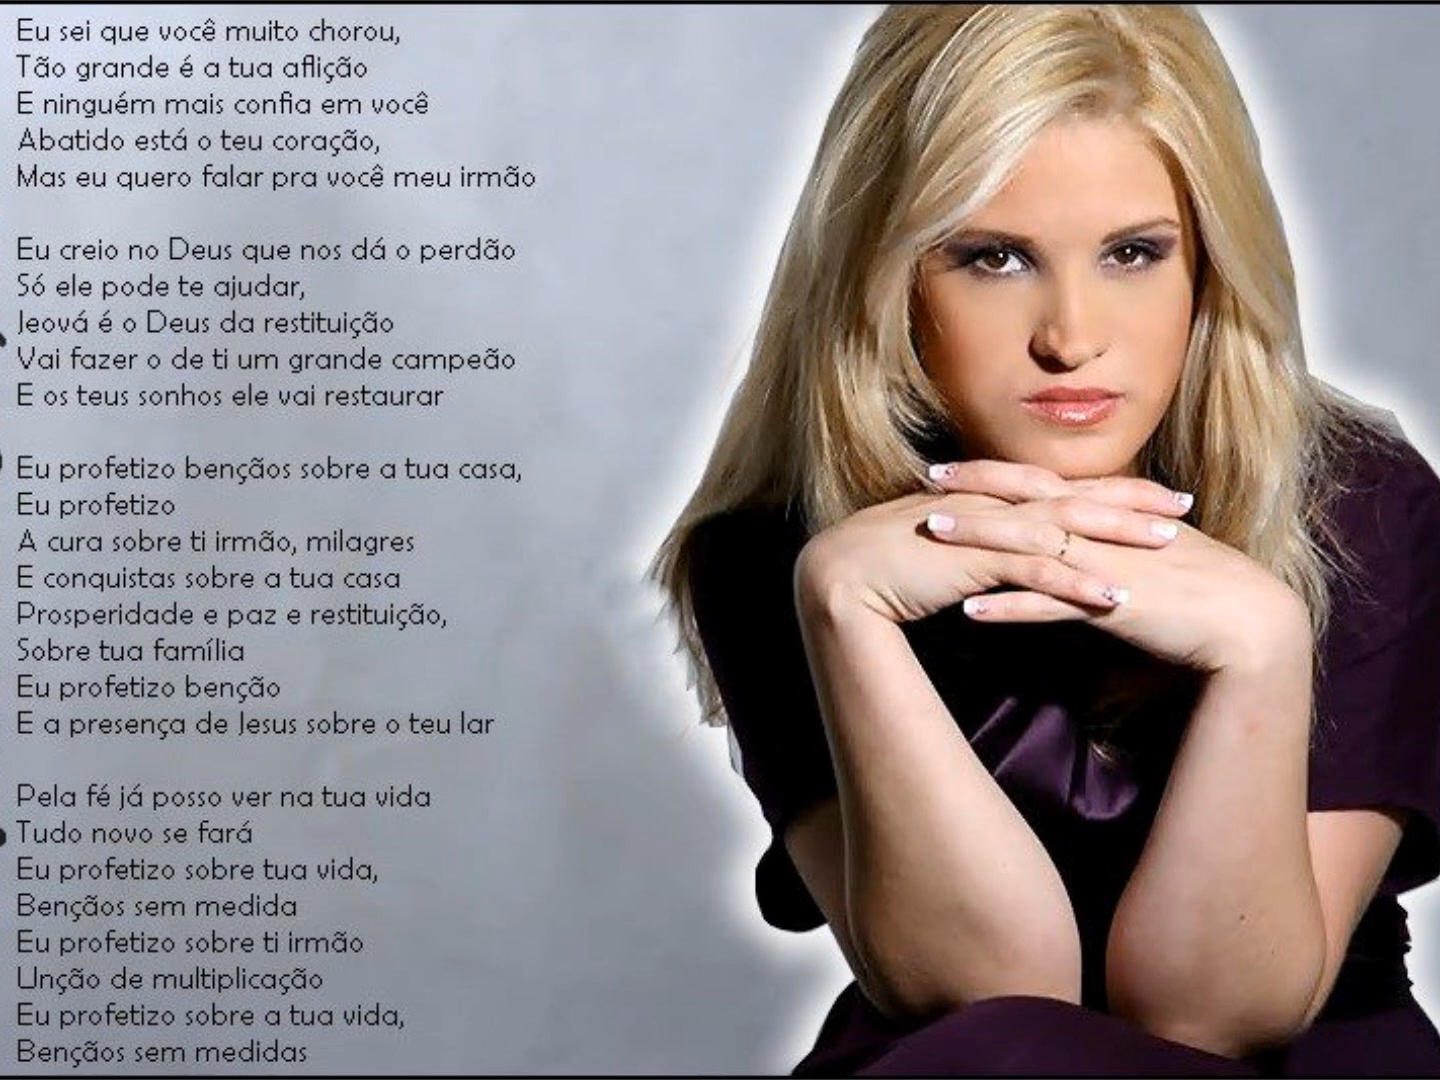 Eu sei que você muito chorou,
Tão grande é a tua aflição
E ninguém mais confia em você
Abatido está o teu coração,
Mas eu quero falar pra você meu irmão
Eu creio no Deus que nos dá o perdão
Só ele pode te ajudar,
Jeová é o Deus da restituição
Vai fazer o de ti um grande campeão
E os teus sonhos ele vai restaurar
Eu profetizo bençãos sobre a tua casa,
Eu profetizo
A cura sobre ti irmão, milagres
E conquistas sobre a tua casa
Prosperidade e paz e restituição,
Sobre tua família
Eu profetizo benção
E a presença de Jesus sobre o teu lar
Pela fé já posso ver na tua vida
Tudo novo se fará
Eu profetizo sobre tua vida,
Bençãos sem medida
Eu profetizo sobre ti irmão
Unção de multiplicação
Eu profetizo sobre a tua vida,
Bençãos sem medidas